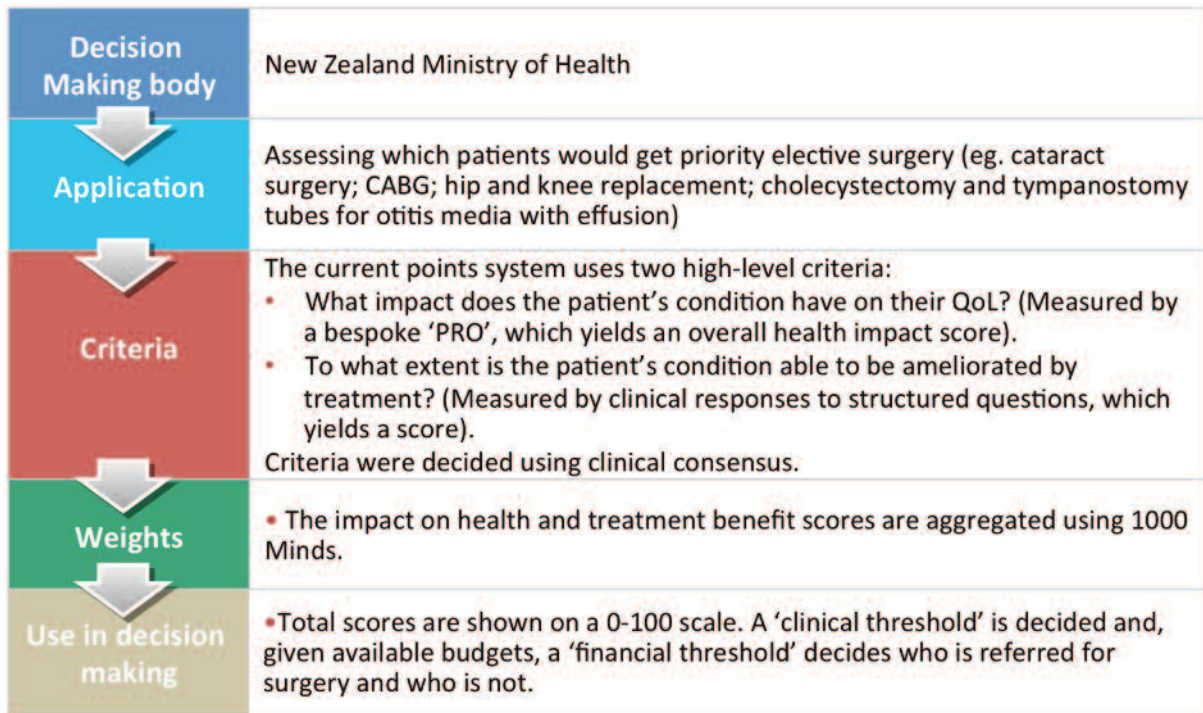 Decision
Making body
New Zealand Ministry of Health
Application
Assessing which patients would get priority elective surgery (eg. cataract
surgery; CABG; hip and knee replacement; cholecystectomy and tympanostomy
tubes for otitis media with effusion)
Criteria
The current points system uses two high-level criteria:
• What impact does the patient's condition have on their QoL? (Measured by
a bespoke 'PRO', which yields an overall health impact score).
• To what extent is the patient's condition able to be ameliorated by
treatment? (Measured by clinical responses to structured questions, which
yields a score).
Criteria were decided using clinical consensus.
Weights
• The impact on health and treatment benefit scores are aggregated using 1000
Minds.
Use in decision
making
•Total scores are shown on a 0-100 scale. A 'clinical threshold' is decided and,
given available budgets, a 'financial threshold' decides who is referred for
surgery and who is not.